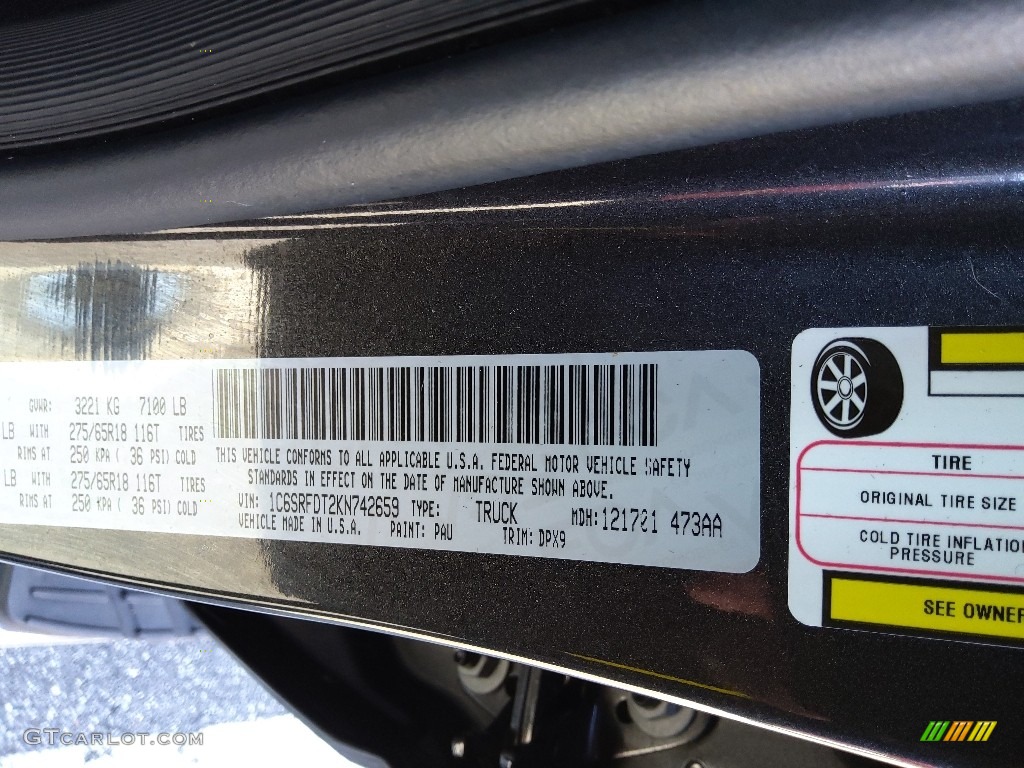 GVWR: 3221 KG 7100 LB
LB WITH 275/65R18 116T TIRES
RIMS AT 250 KPA ( 36 PSI) COLD
LB WITH 275/65R18 116T TIRES
RIMS AT 250 KPA ( 36 PSI) COLD
THIS VEHICLE CONFORMS TO ALL APPLICABLE U.S.A. FEDERAL MOTOR VEHICLE SAFETY
STANDARDS IN EFFECT ON THE DATE OF MANUFACTURE SHOWN ABOVE.
VIN: 1C6SRFDT2KN742659 TYPE: TRUCK MDH: 121701 473AA
VEHICLE MADE IN U.S.A. PAINT: PAU TRIM: DPX9
TIRE
ORIGINAL TIRE SIZE
COLD TIRE INFLATIO
PRESSURE
SEE OWNER
GTCARLOT.COM